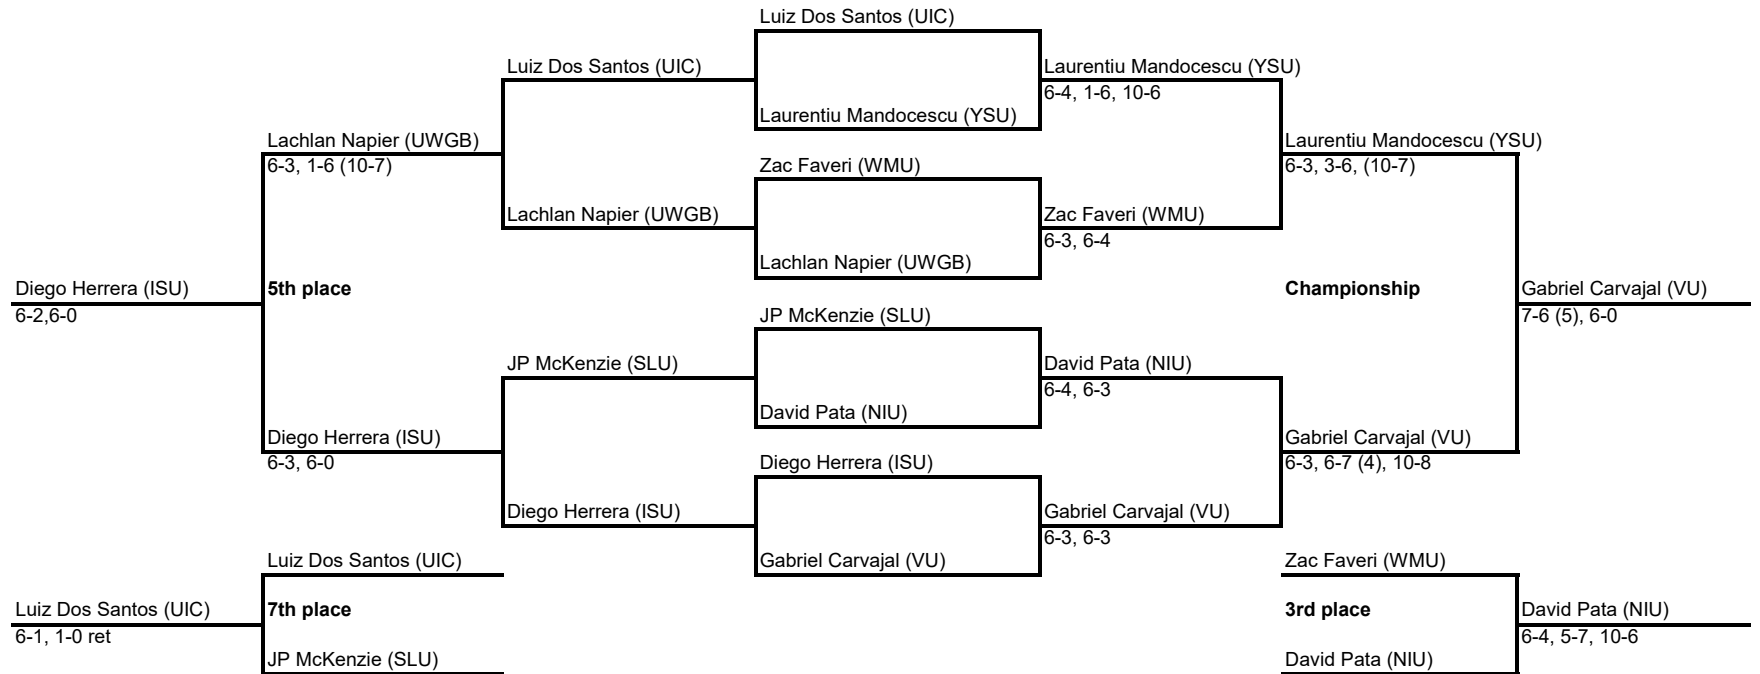 Luiz Dos Santos (UIC)
Luiz Dos Santos (UIC)
Laurentiu Mandocescu (YSU)
6-4, 1-6, 10-6
Laurentiu Mandocescu (YSU)
Lachlan Napier (UWGB)
Laurentiu Mandocescu (YSU)
6-3, 1-6 (10-7)
Zac Faveri (WMU)
6-3, 3-6, (10-7)
Lachlan Napier (UWGB)
Zac Faveri (WMU)
6-3, 6-4
Lachlan Napier (UWGB)
Diego Herrera (ISU)
5th place
Championship
Gabriel Carvajal (VU)
6-2,6-0
JP McKenzie (SLU)
7-6 (5), 6-0
JP McKenzie (SLU)
David Pata (NIU)
6-4, 6-3
David Pata (NIU)
Diego Herrera (ISU)
Gabriel Carvajal (VU)
6-3, 6-0
Diego Herrera (ISU)
6-3, 6-7 (4), 10-8
Diego Herrera (ISU)
Gabriel Carvajal (VU)
6-3, 6-3
Luiz Dos Santos (UIC)
Gabriel Carvajal (VU)
Zac Faveri (WMU)
Luiz Dos Santos (UIC)
7th place
3rd place
David Pata (NIU)
6-1, 1-0 ret
6-4, 5-7, 10-6
JP McKenzie (SLU)
David Pata (NIU)